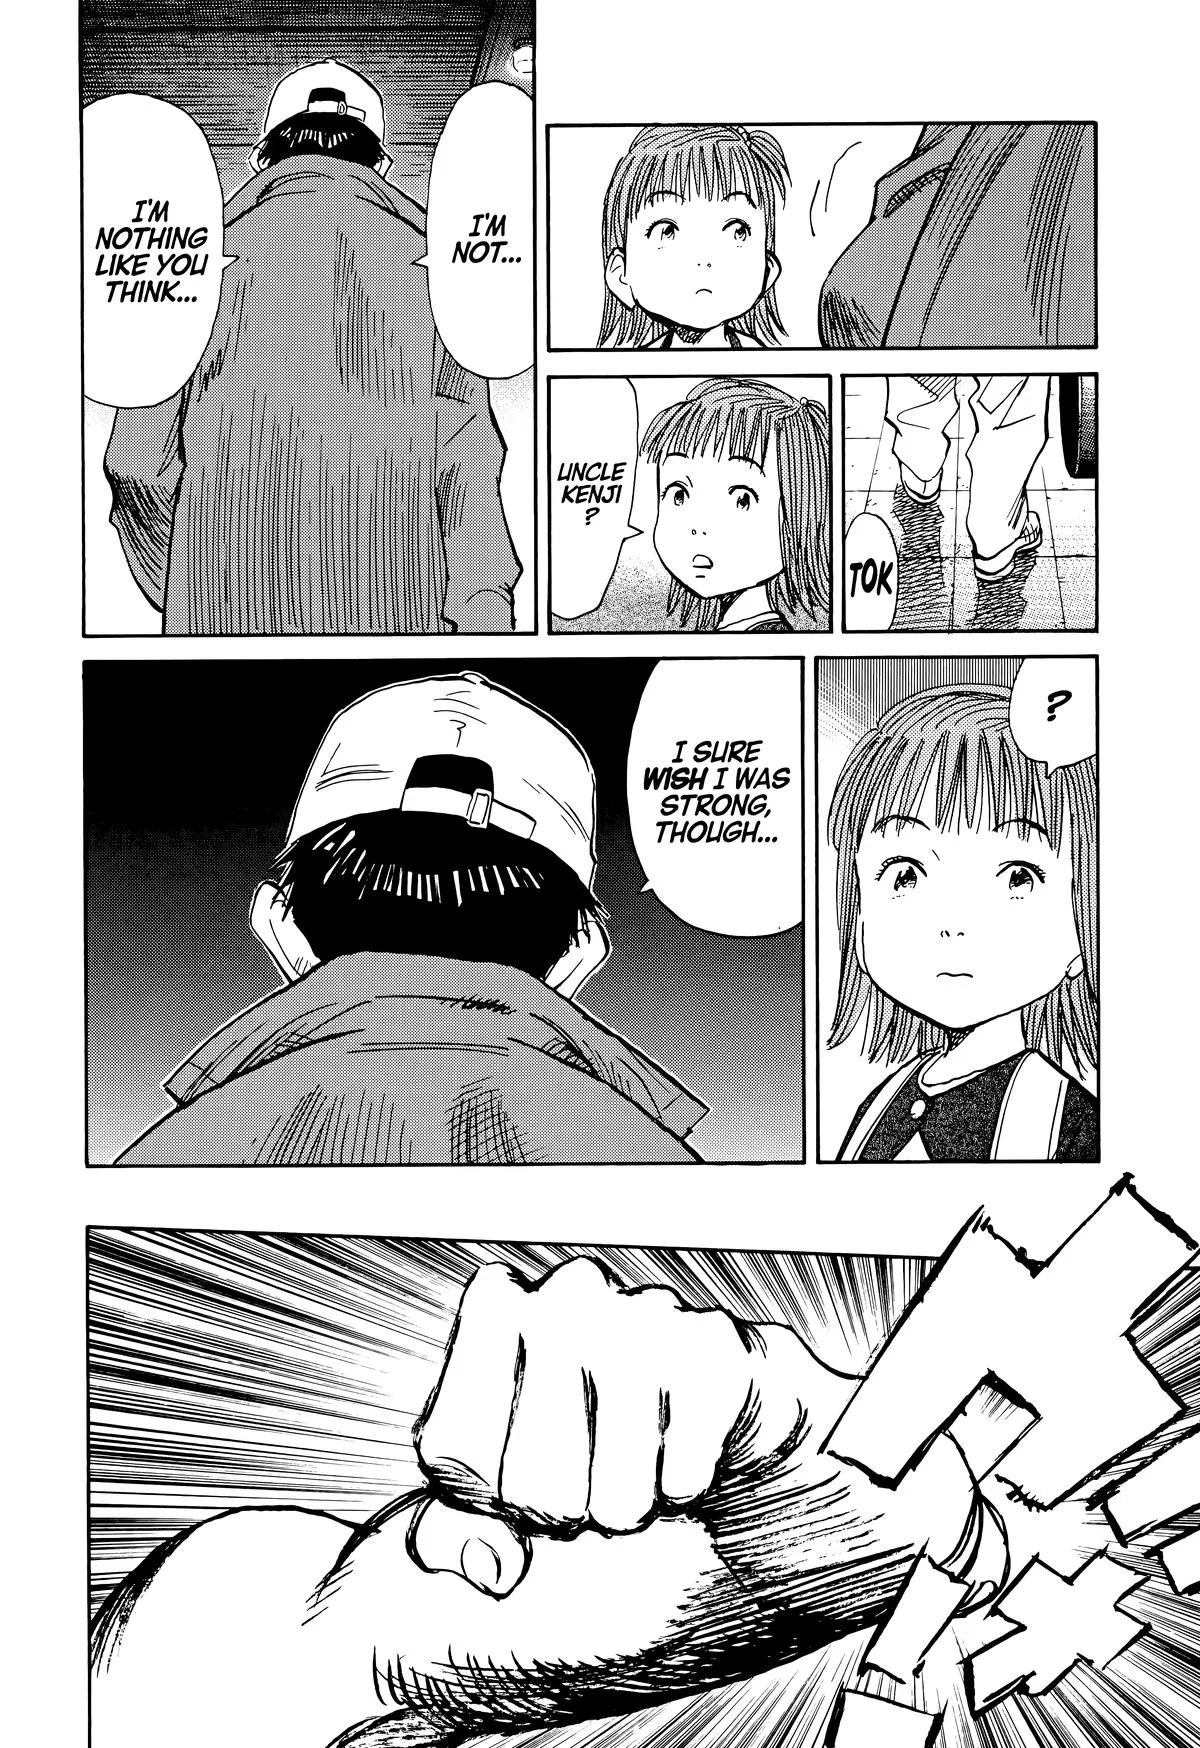 TOK
UNCLE
KENJI
?
I'M
NOT...
I'M
NOTHING
LIKE YOU
THINK...
?
I SURE
WISH I WAS
STRONG,
THOUGH...